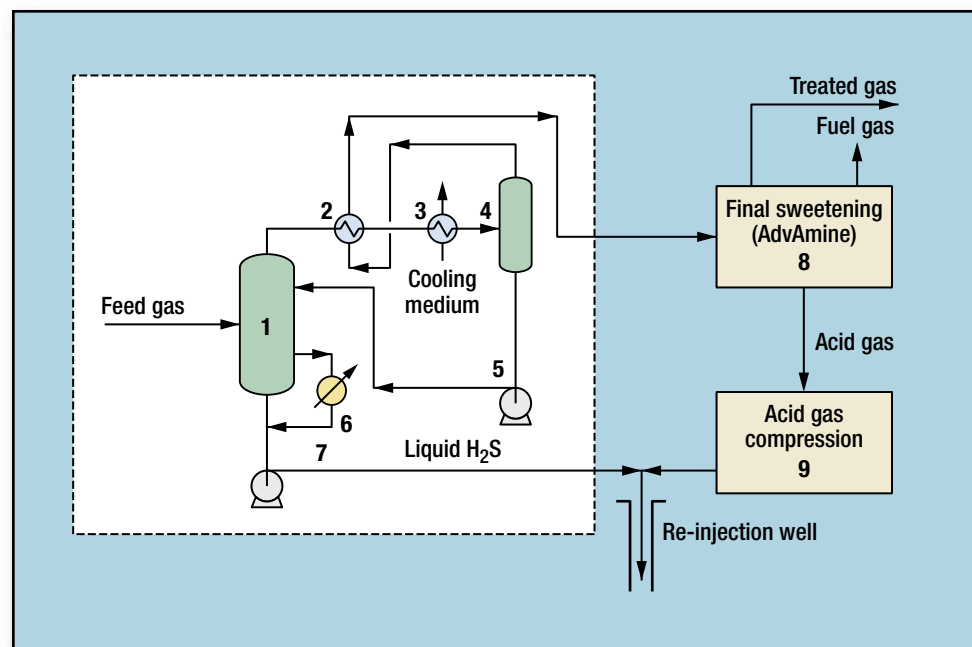 Treated gas
Fuel gas
2
3
4
Final sweetening
(AdvAmine)
8
Cooling
medium
Feed gas
1
Acid gas
5
6
Acid gas
compression
9
7
Liquid H₂S
Re-injection well